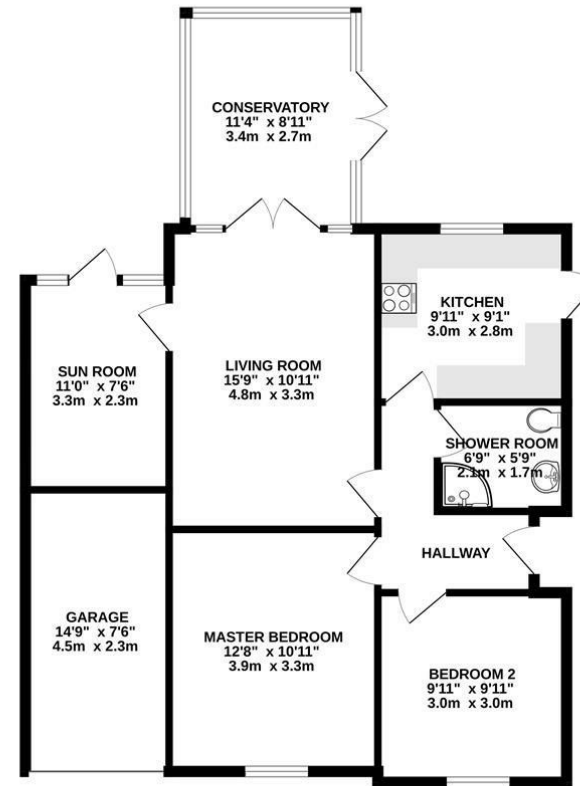 CONSERVATORY
11'4" x 8'11"
3.4m x 2.7m
KITCHEN
9'11" x 9'1"
3.0m x 2.8m
SUN ROOM
11'0" x 7'6"
3.3m x 2.3m
LIVING ROOM
15'9" x 10'11"
4.8m x 3.3m
SHOWER ROOM
6'9" x 5'9"
2.1m x 1.7m
HALLWAY
GARAGE
14'9" x 7'6"
4.5m x 2.3m
MASTER BEDROOM
12'8" x 10'11"
3.9m x 3.3m
BEDROOM 2
9'11" x 9'11"
3.0m x 3.0m